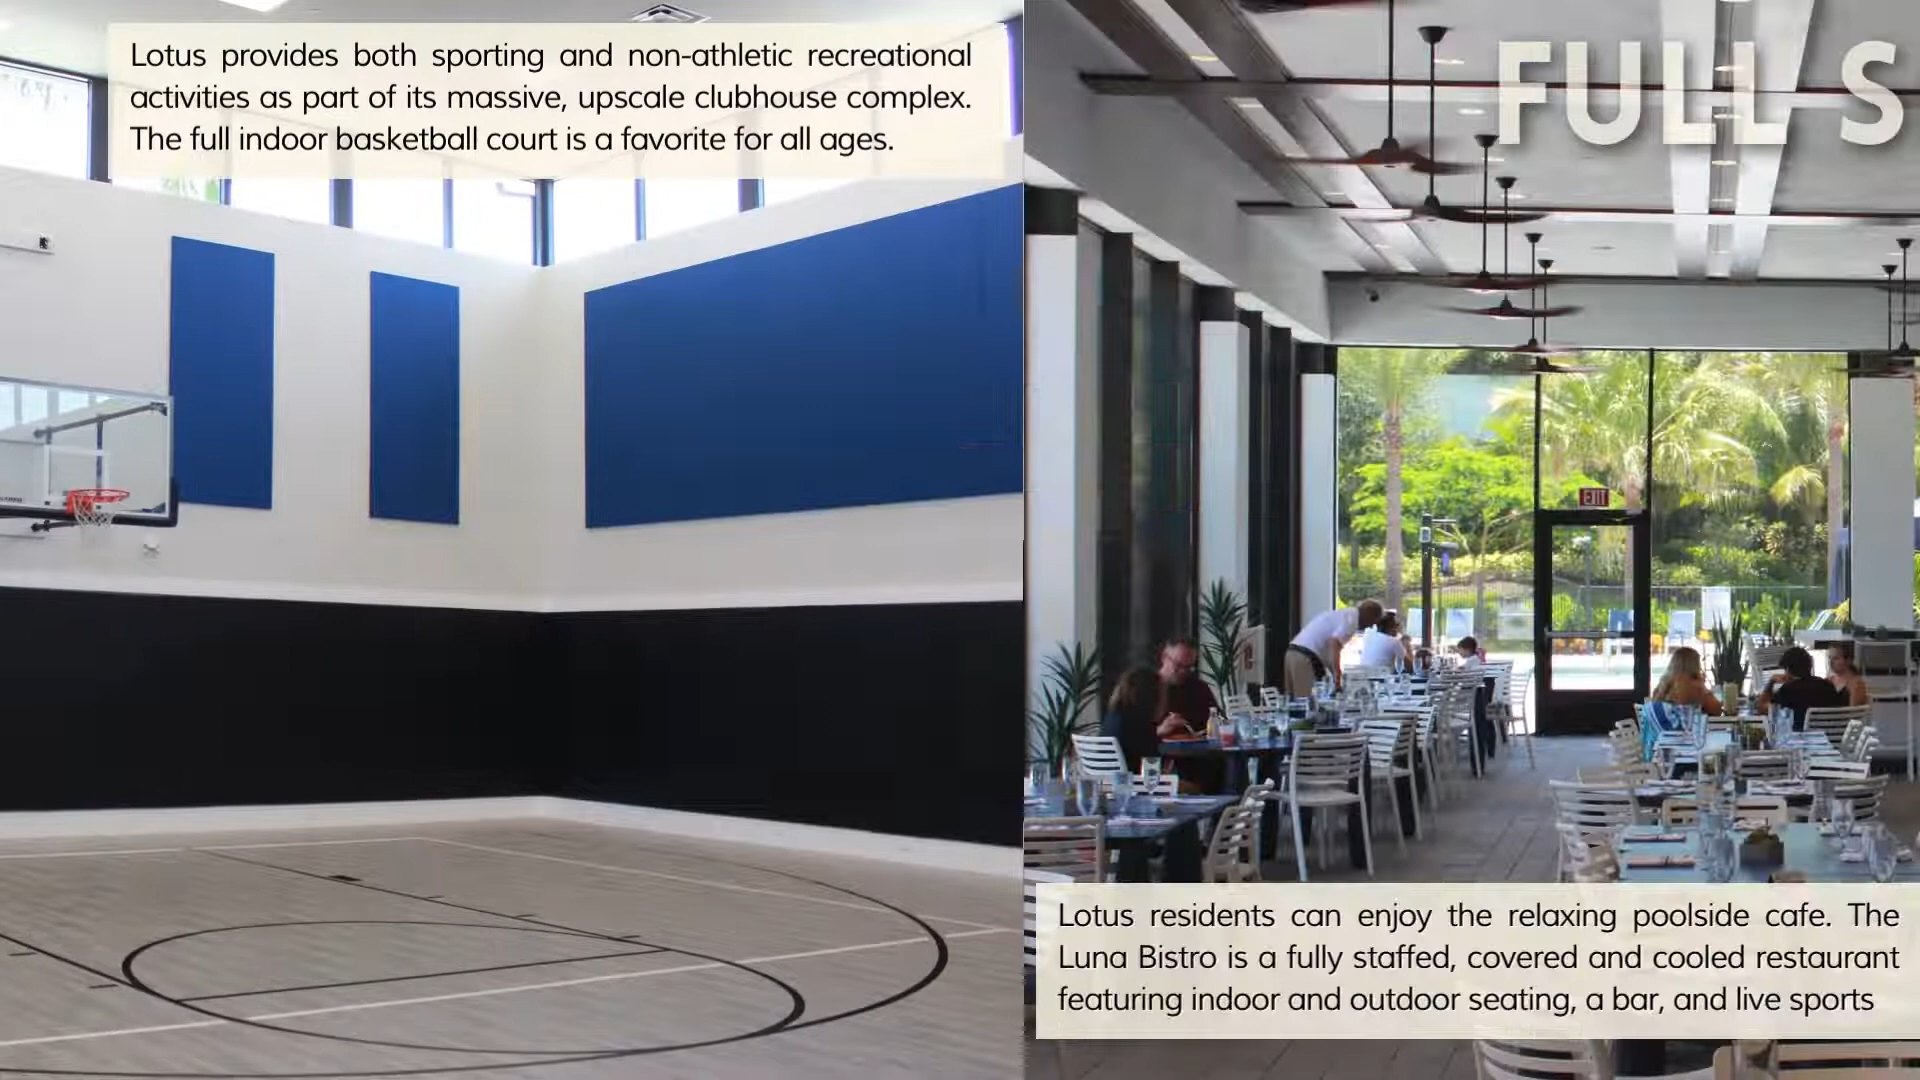 Lotus provides both sporting and non-athletic recreational
activities as part of its massive, upscale clubhouse complex.
The full indoor basketball court is a favorite for all ages.
FULL S
EXIT
Lotus residents can enjoy the relaxing poolside cafe. The
Luna Bistro is a fully staffed, covered and cooled restaurant
featuring indoor and outdoor seating, a bar, and live sports